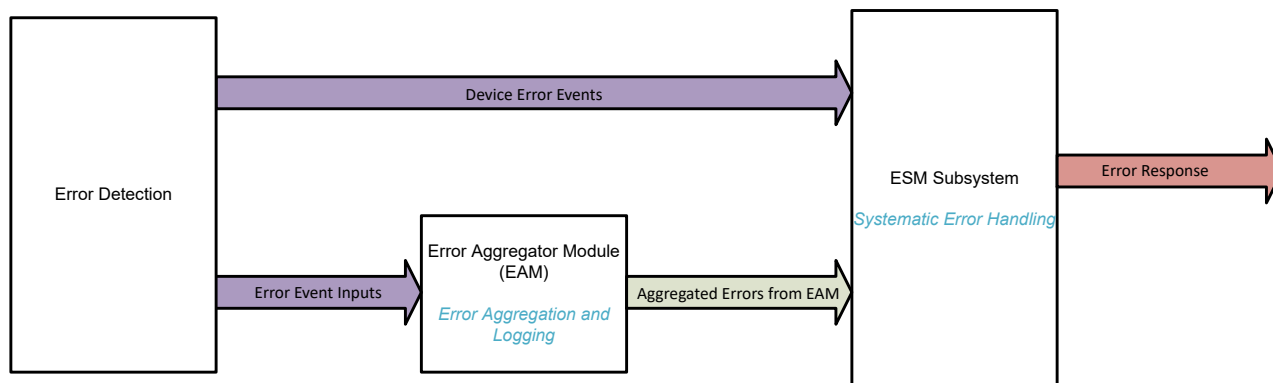 Device Error Events
Error Detection
ESM Subsystem
Systematic Error Handling
Error Response
Error Event Inputs
Error Aggregator Module
(EAM)
Error Aggregation and
Logging
Aggregated Errors from EAM